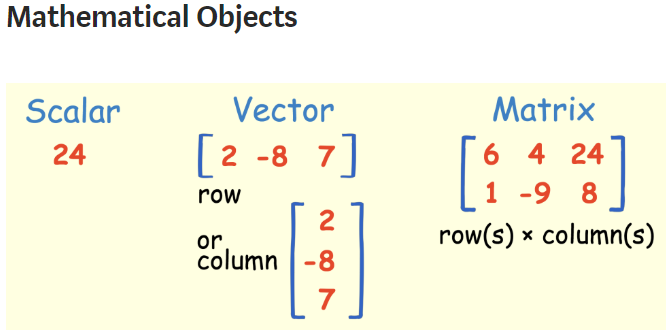 Mathematical Objects
Scalar
24
Vector
2 -8 7
row
or
column
2
-8
7
Matrix
6 4 24
1 -9 8
row(s) × column(s)